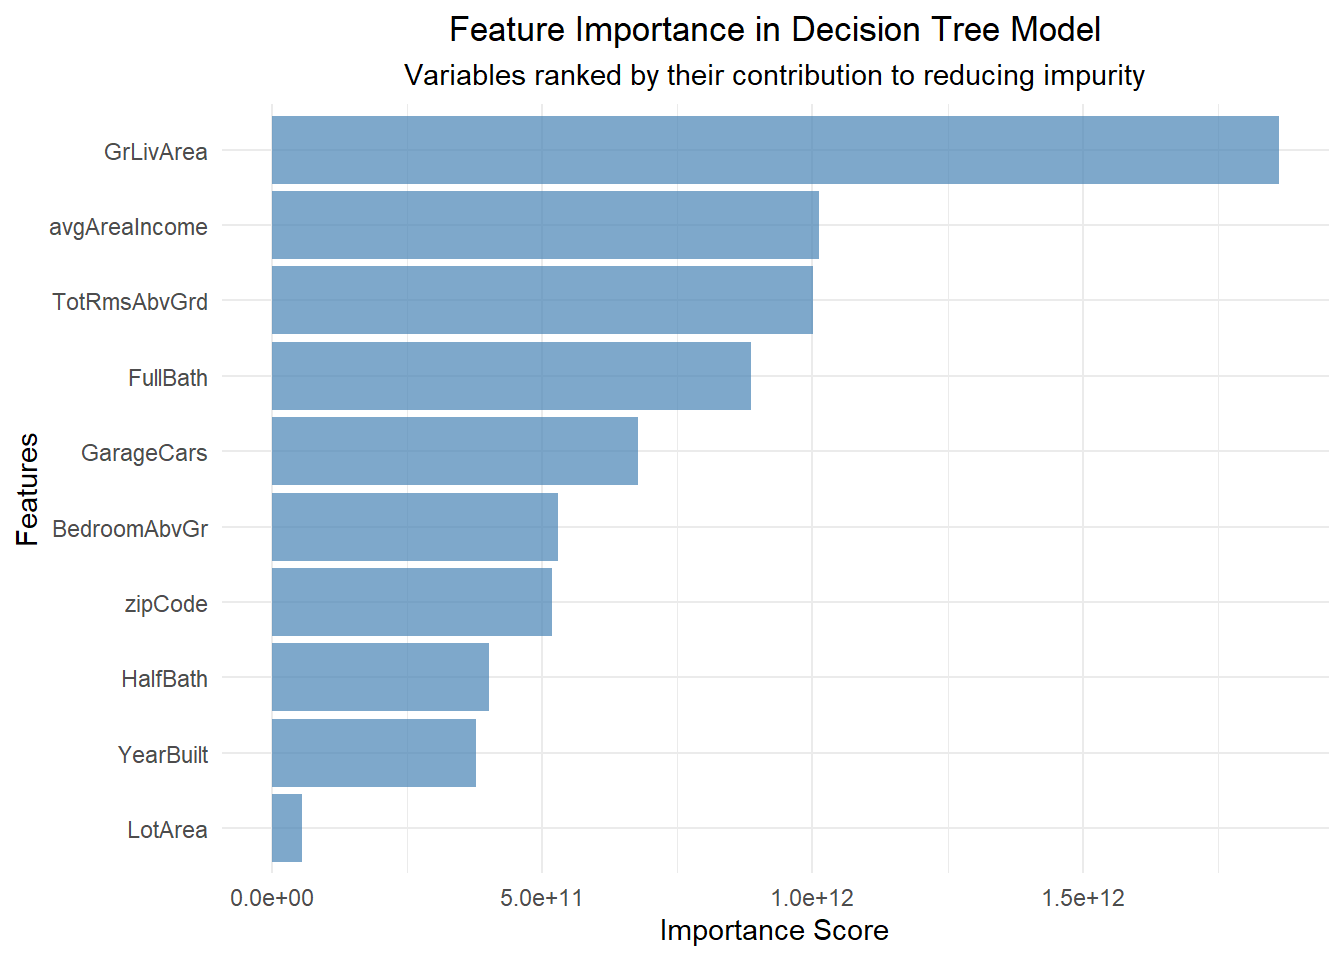 Feature Importance in Decision Tree Model
Variables ranked by their contribution to reducing impurity
Features
GrLivArea
avgAreaIncome
TotRmsAbvGrd
FullBath
GarageCars
BedroomAbvGr
zipCode
HalfBath
YearBuilt
LotArea
0.0e+00 5.0e+11 1.0e+12 1.5e+12
Importance Score